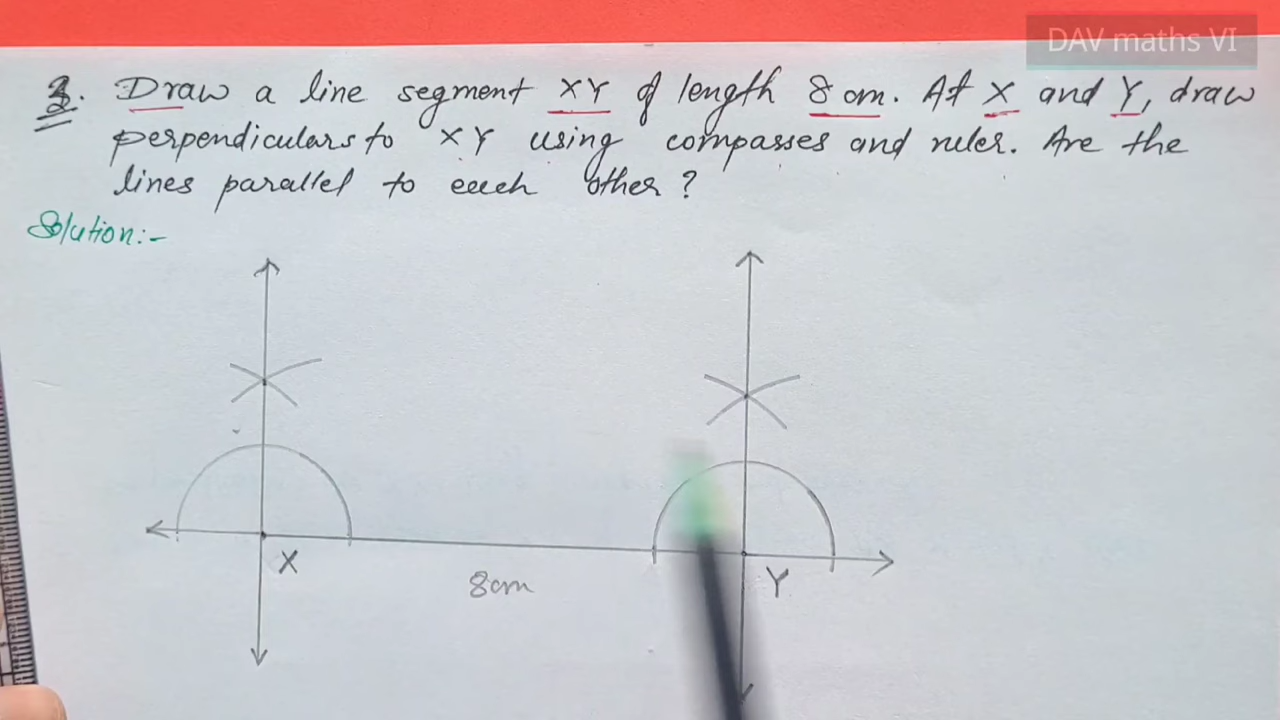 DAV maths VI
3. Draw a line segment XY of length 8 cm. At X and Y, draw
perpendiculars to XY using compasses and ruler. Are the
lines parallel to each other?
Solution:-
X
8cm
Y